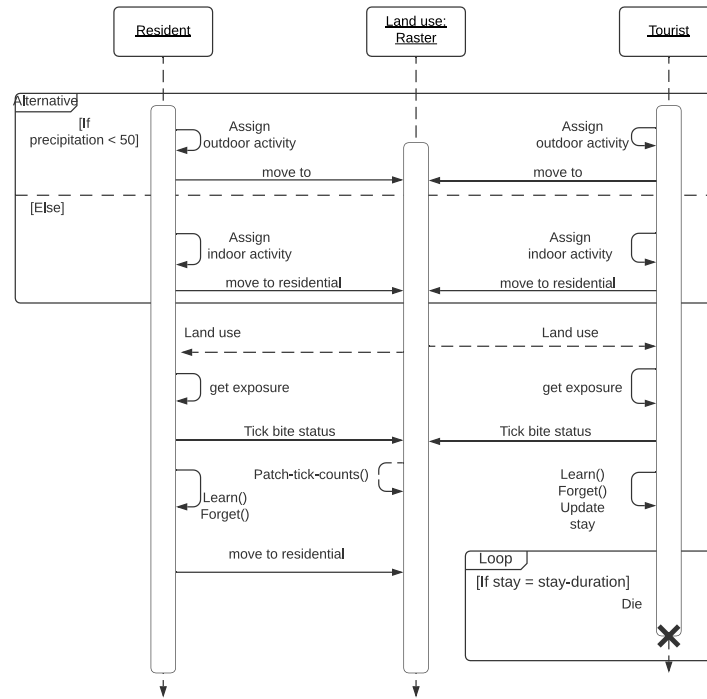 Resident
Land use:
Raster
Tourist
Alternative
[If
precipitation < 50]
Assign
outdoor activity
Assign
outdoor activity
move to
move to
[Else]
Assign
indoor activity
Assign
indoor activity
move to residential
move to residential
Land use
Land use
get exposure
get exposure
Tick bite status
Tick bite status
Patch-tick-counts()
Learn()
Forget()
Learn()
Forget()
Update
stay
move to residential
Loop
[If stay = stay-duration]
Die